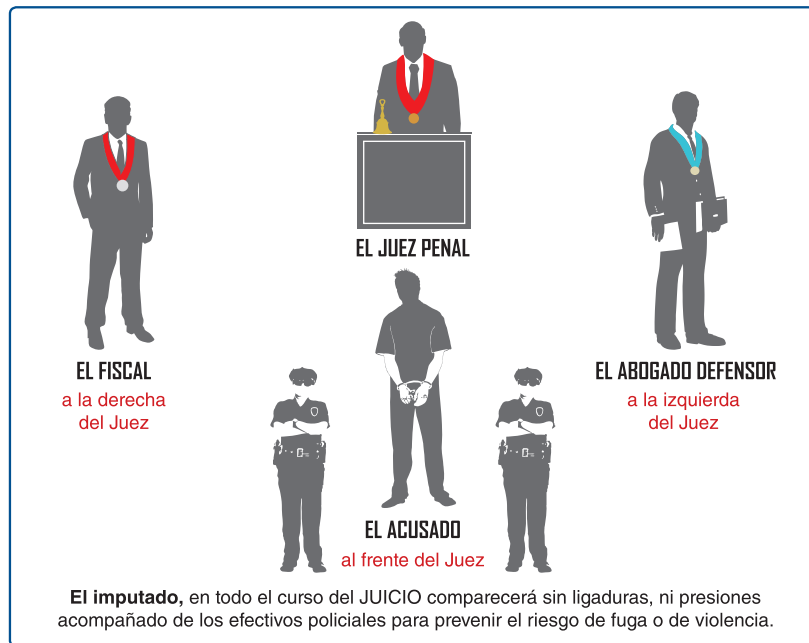 EL JUEZ PENAL
EL FISCAL
a la derecha
del Juez
EL ABOGADO DEFENSOR
a la izquierda
del Juez
EL ACUSADO
al frente del Juez
El imputado, en todo el curso del JUICIO comparecerá sin ligaduras, ni presiones
acompañado de los efectivos policiales para prevenir el riesgo de fuga o de violencia.